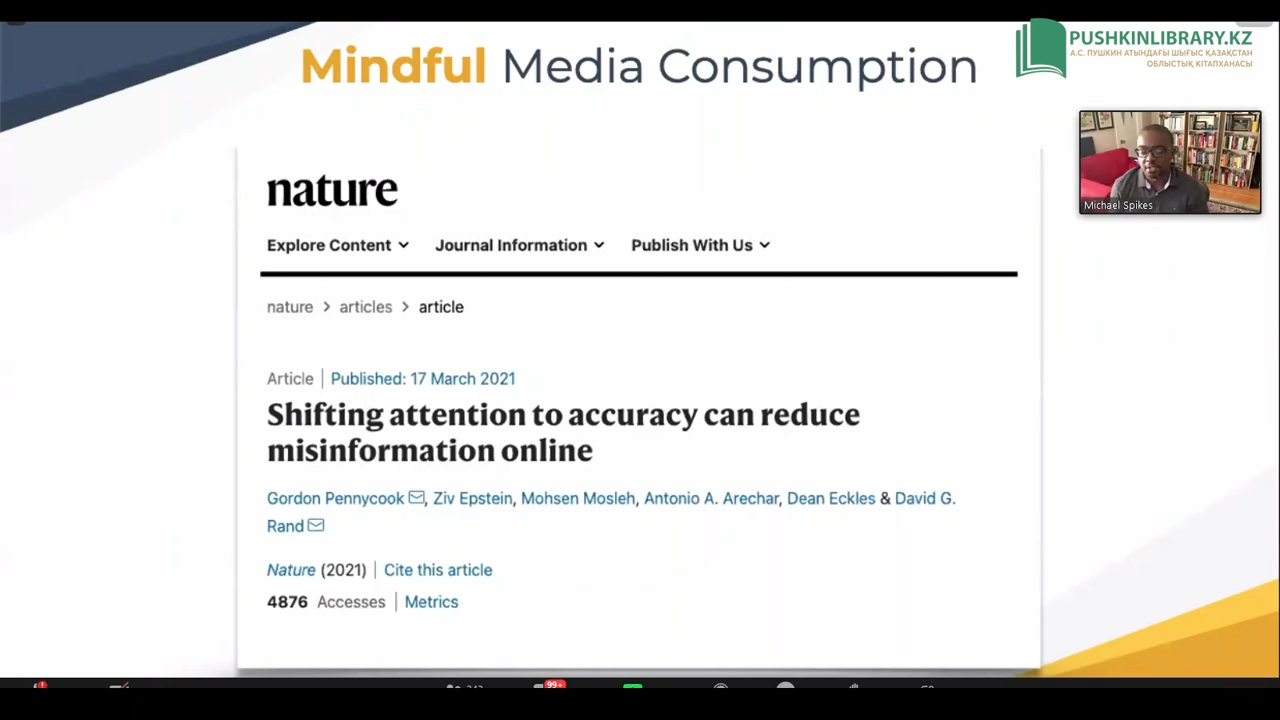 Mindful Media Consumption
PUSHKINLIBRARY.KZ
А.С. ПУШКИН АТЫНДАҒЫ ШЫҒЫС ҚАЗАҚСТАН
ОБЛЫСТЫҚ КІТАПХАНАСЫ
Michael Spikes
nature
Explore Content Journal Information Publish With Us
nature > articles > article
Article | Published: 17 March 2021
Shifting attention to accuracy can reduce
misinformation online
Gordon Pennycook, Ziv Epstein, Mohsen Mosleh, Antonio A. Arechar, Dean Eckles & David G.
Rand
Nature (2021) | Cite this article
4876 Accesses | Metrics
99+